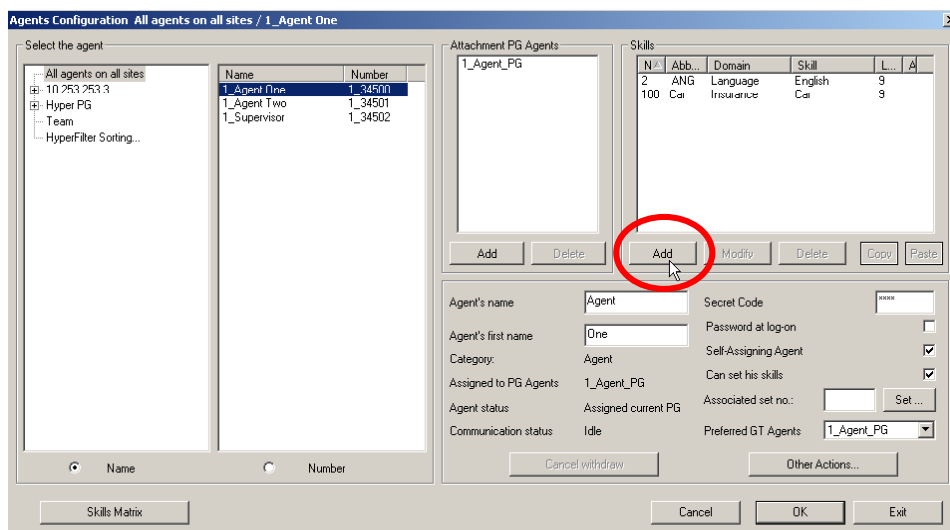 Agents Configuration All agents on all sites / 1_Agent One
Select the agent
All agents on all sites
10.253.253.3
Hyper PG
Team
HyperFilter Sorting...
Name Number
1_Agent One 1_34500
1_Agent Two 1_34501
1_Supervisor 1_34502
Name Number
Attachment PG Agents
1_Agent_PG
Add Delete
Skills
N Abb... Domain Skill L... A
2 ANG Language English 9
100 Car Insurance Car 9
Add Modify Delete Copy Paste
Agent's name Agent
Agent's first name One
Category: Agent
Assigned to PG Agents 1_Agent_PG
Agent status Assigned current PG
Communication status Idle
Cancel withdraw
Secret Code ****
Password at log-on
Self-Assigning Agent
Can set his skills
Associated set no.: Set ...
Preferred GT Agents 1_Agent_PG
Other Actions...
Skills Matrix Cancel OK Exit